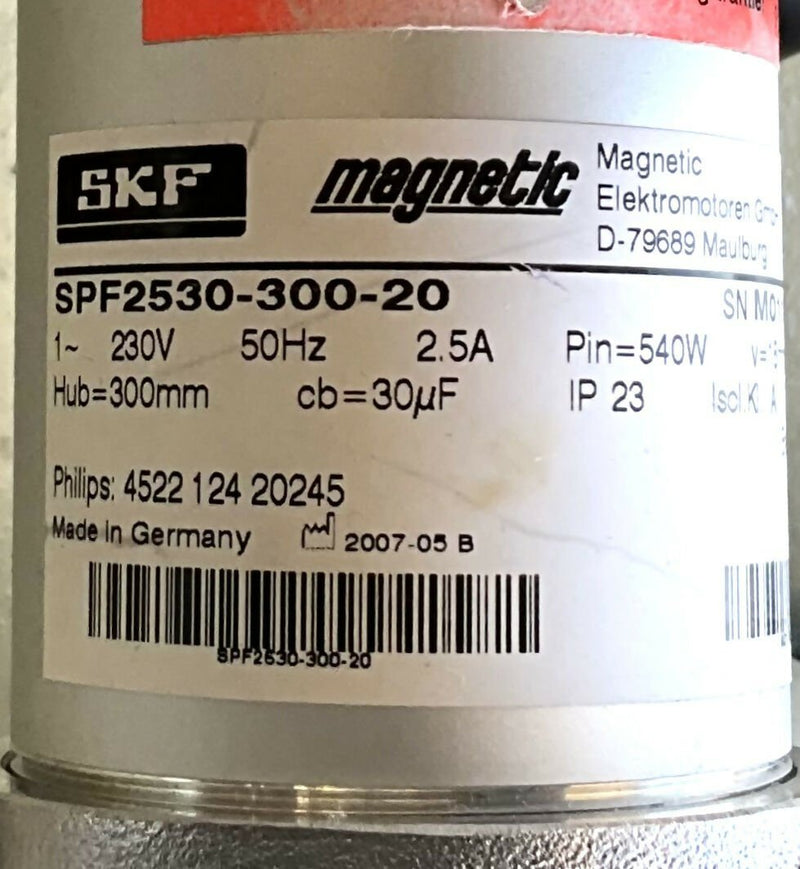 SKF
magnetic
Magnetic
Elektromotoren
D-79689 Maulburg
SPF2530-300-20
SN
1~ 230V 50Hz 2.5A Pin=540W
Hub=300mm cb=30µF IP 23
Philips: 4522 124 20245
Made in Germany 2007-05 B
SPF2530-300-20